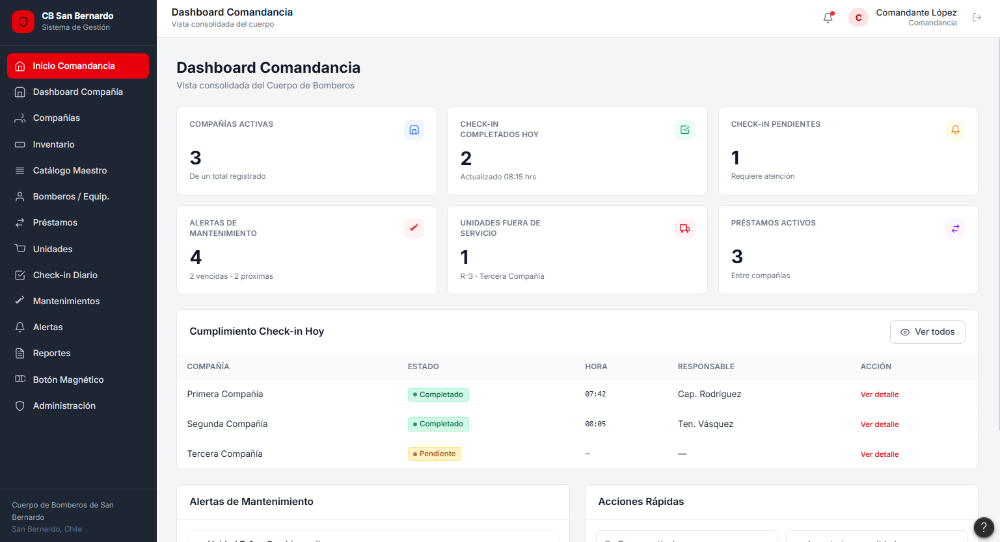 CB San Bernardo
Sistema de Gestión
Inicio Comandancia
Dashboard Compañía
Compañías
Inventario
Catálogo Maestro
Bomberos / Equip.
Préstamos
Unidades
Check-in Diario
Mantenimientos
Alertas
Reportes
Botón Magnético
Administración
Cuerpo de Bomberos de San
Bernardo
San Bernardo, Chile
Dashboard Comandancia
Vista consolidada del cuerpo
C
Comandante López
Comandancia
Dashboard Comandancia
Vista consolidada del Cuerpo de Bomberos
COMPAÑÍAS ACTIVAS
3
De un total registrado
CHECK-IN
COMPLETADOS HOY
2
Actualizado 08:15 hrs
CHECK-IN PENDIENTES
1
Requiere atención
ALERTAS DE
MANTENIMIENTO
4
2 vencidas · 2 próximas
UNIDADES FUERA DE
SERVICIO
1
R-3 · Tercera Compañía
PRÉSTAMOS ACTIVOS
3
Entre compañías
Cumplimiento Check-in Hoy
Ver todos
COMPAÑÍA ESTADO HORA RESPONSABLE ACCIÓN
Primera Compañía Completado 07:42 Cap. Rodríguez Ver detalle
Segunda Compañía Completado 08:05 Ten. Vásquez Ver detalle
Tercera Compañía Pendiente – — Ver detalle
Alertas de Mantenimiento
Acciones Rápidas
?